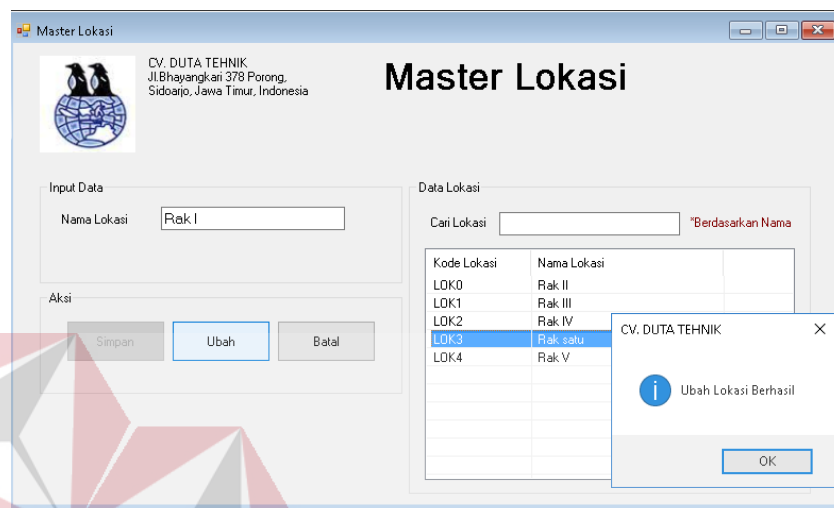 Master Lokasi
CV. DUTA TEHNIK
Jl.Bhayangkari 378 Porong,
Sidoarjo, Jawa Timur, Indonesia
Master Lokasi
Input Data
Nama Lokasi Rak I
Aksi
Simpan Ubah Batal
Data Lokasi
Cari Lokasi *Berdasarkan Nama
Kode Lokasi Nama Lokasi
LOK0 Rak II
LOK1 Rak III
LOK2 Rak IV
LOK3 Rak satu
LOK4 Rak V
CV. DUTA TEHNIK
Ubah Lokasi Berhasil
OK